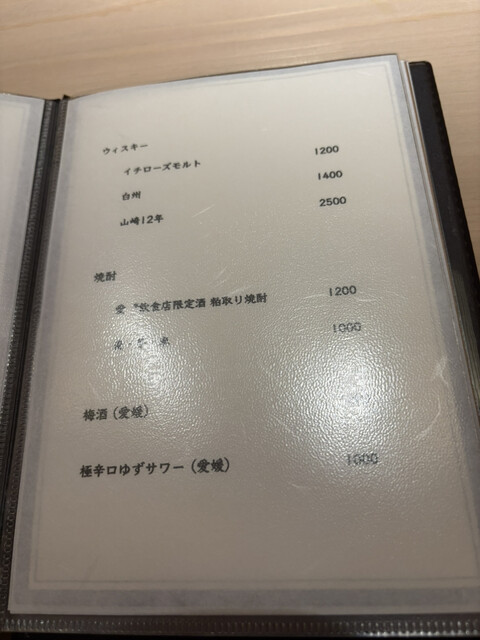 ウィスキー
イチローズモルト 1200
白州 1400
山崎12年 2500
焼酎
飲食店限定酒 粕取り焼酎 1200
1000
梅酒（愛媛）
極辛口ゆずサワー（愛媛） 1000